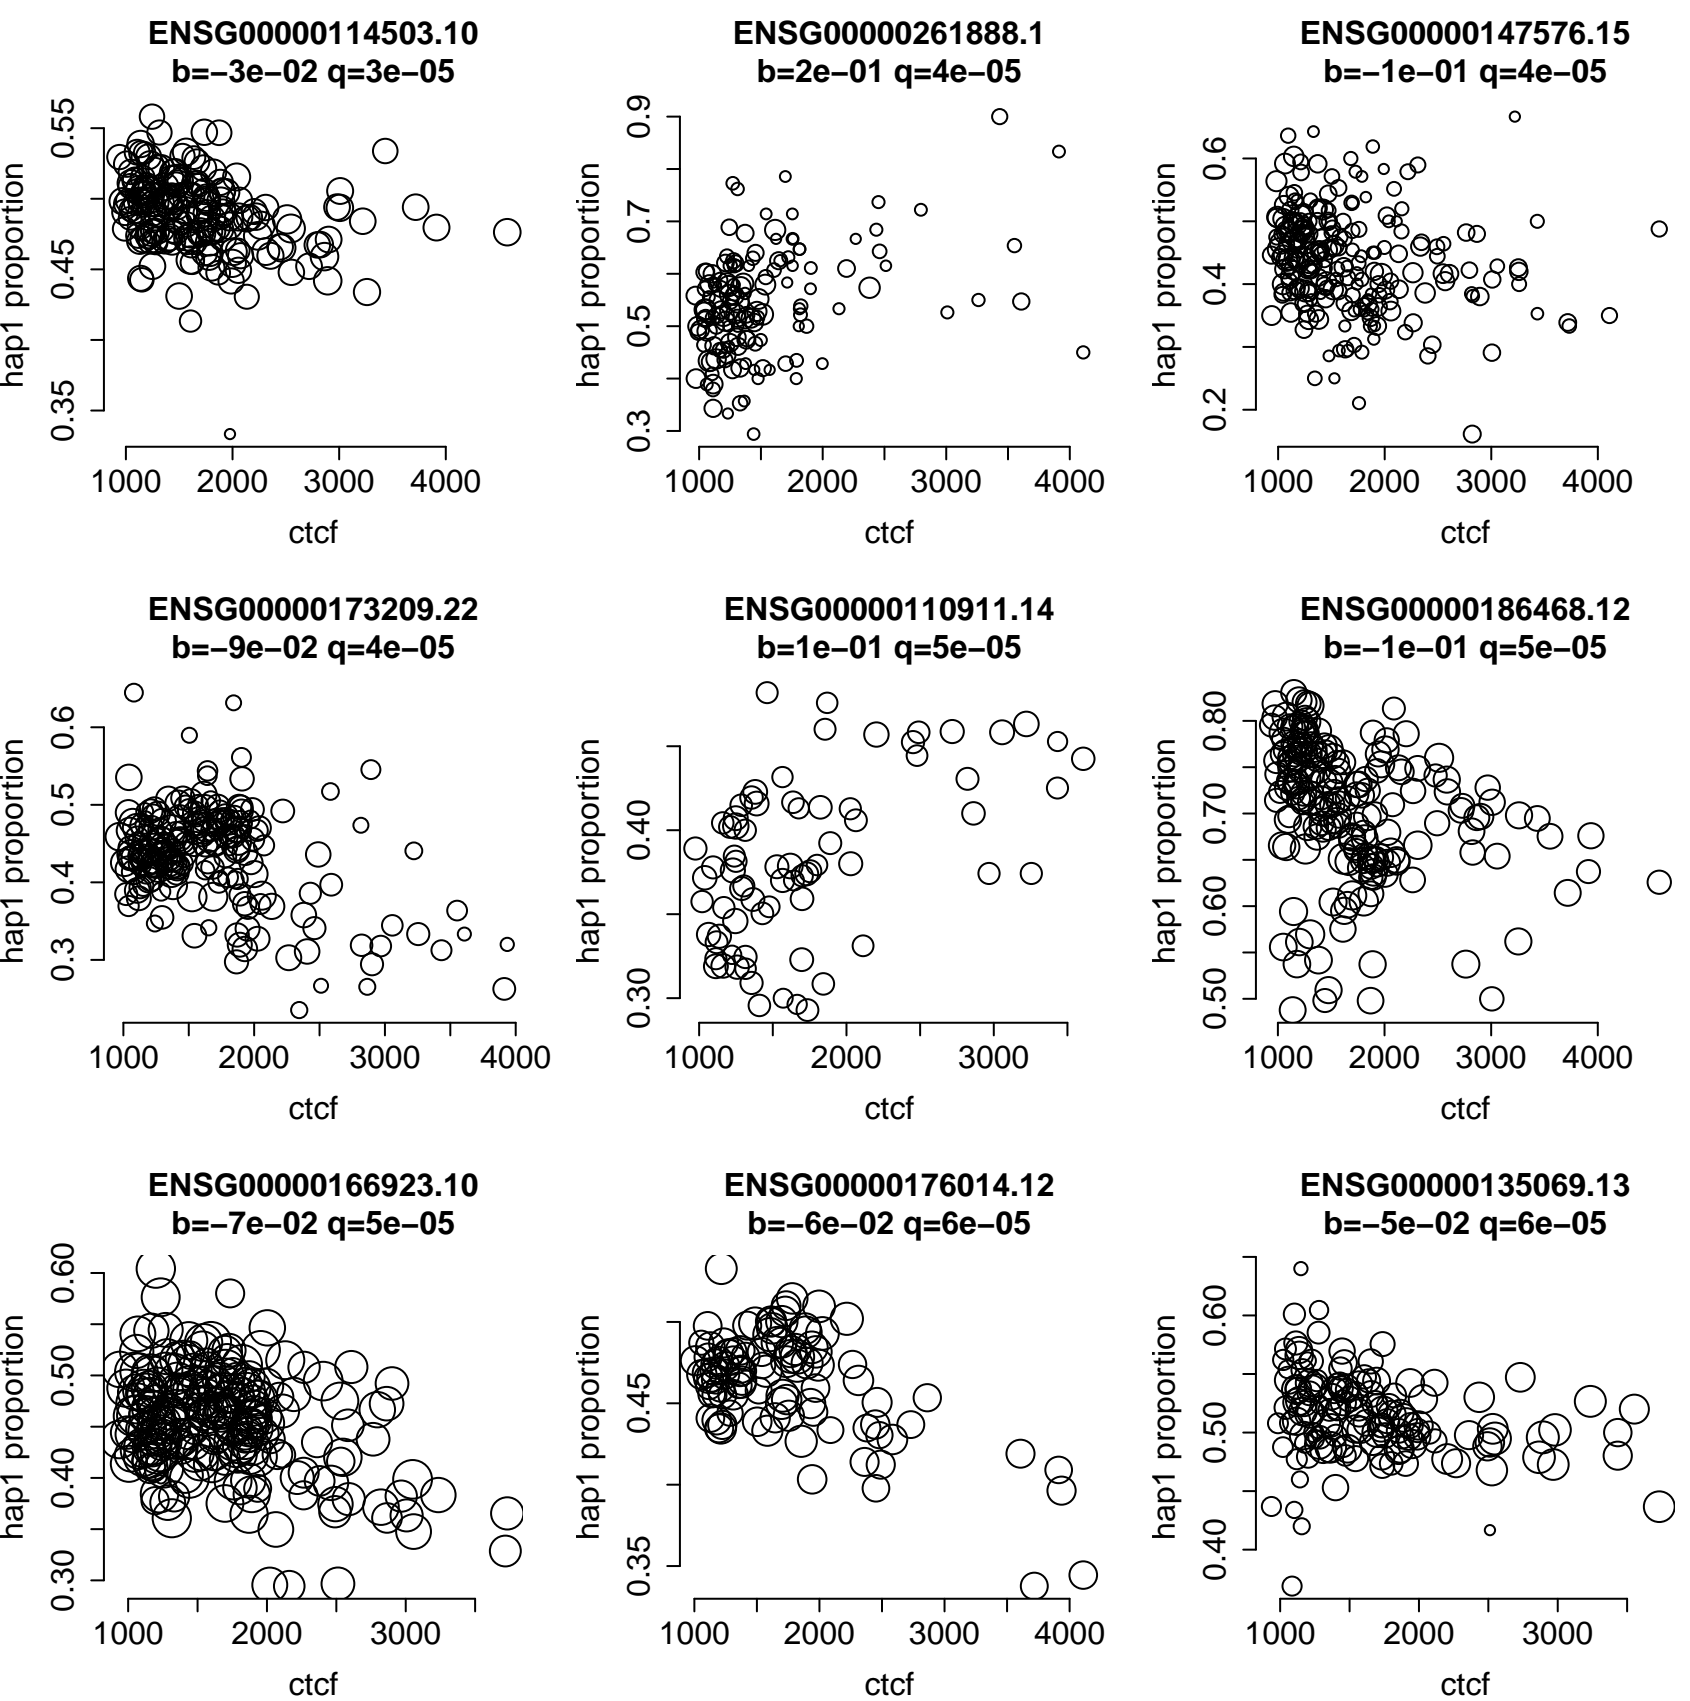 ENSG00000114503.10
b=−3e−02 q=3e−05
hap1 proportion
0.55
0.45
0.35
1000 2000 3000 4000
ctcf
ENSG00000261888.1
b=2e−01 q=4e−05
hap1 proportion
0.9
0.7
0.5
0.3
1000 2000 3000 4000
ctcf
ENSG00000147576.15
b=−1e−01 q=4e−05
hap1 proportion
0.6
0.4
0.2
1000 2000 3000 4000
ctcf
ENSG00000173209.22
b=−9e−02 q=4e−05
hap1 proportion
0.6
0.5
0.4
0.3
1000 2000 3000 4000
ctcf
ENSG00000110911.14
b=1e−01 q=5e−05
hap1 proportion
0.40
0.30
1000 2000 3000
ctcf
ENSG00000186468.12
b=−1e−01 q=5e−05
hap1 proportion
0.80
0.70
0.60
0.50
1000 2000 3000 4000
ctcf
ENSG00000166923.10
b=−7e−02 q=5e−05
hap1 proportion
0.60
0.50
0.40
0.30
1000 2000 3000
ctcf
ENSG00000176014.12
b=−6e−02 q=6e−05
hap1 proportion
0.45
0.35
1000 2000 3000 4000
ctcf
ENSG00000135069.13
b=−5e−02 q=6e−05
hap1 proportion
0.60
0.50
0.40
1000 2000 3000
ctcf